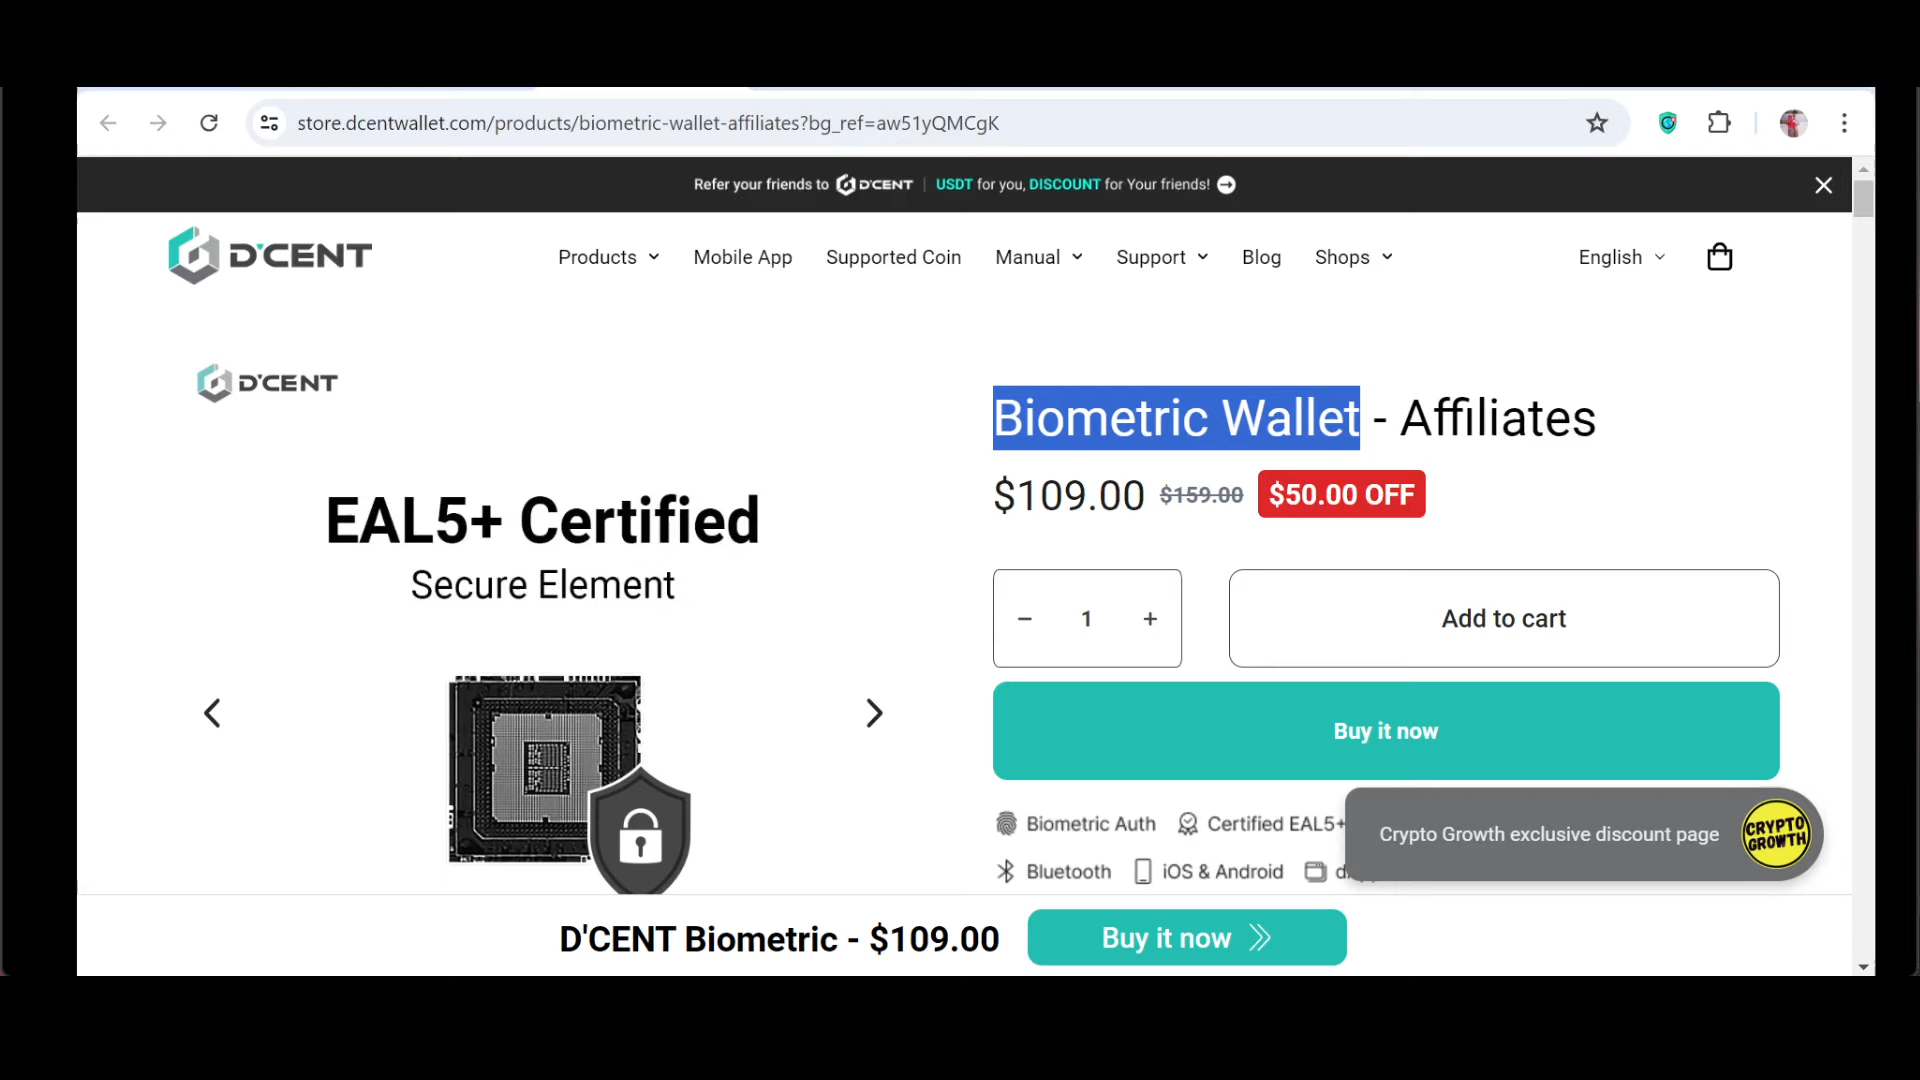 store.dcentwallet.com/products/biometric-wallet-affiliates?bg_ref=aw51yQMCgK
Refer your friends to D'CENT | USDT for you, DISCOUNT for Your friends!
D'CENT
Products
Mobile App
Supported Coin
Manual
Support
Blog
Shops
English
D'CENT
EAL5+ Certified
Secure Element
Biometric Wallet - Affiliates
$109.00 $159.00 $50.00 OFF
1
Add to cart
Buy it now
Biometric Auth
Certified EAL5+
Bluetooth
iOS & Android
Crypto Growth exclusive discount page
CRYPTO
GROWTH
D'CENT Biometric - $109.00
Buy it now